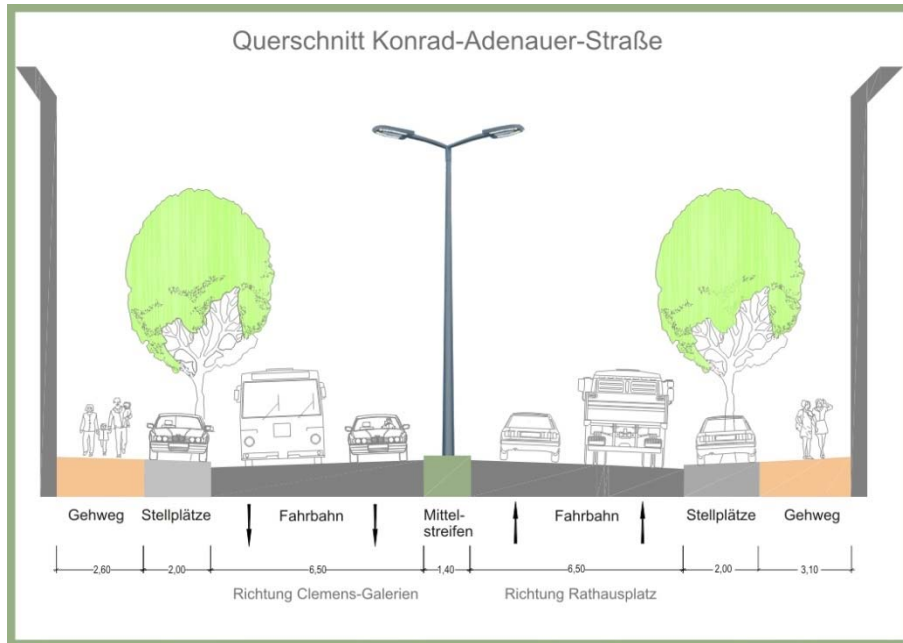 Querschnitt Konrad-Adenauer-Straße
Gehweg Stellplätze Fahrbahn Mittel-
streifen Fahrbahn Stellplätze Gehweg
2,60 2,00 6,50 1,40 6,50 2,00 3,10
Richtung Clemens-Galerien Richtung Rathausplatz